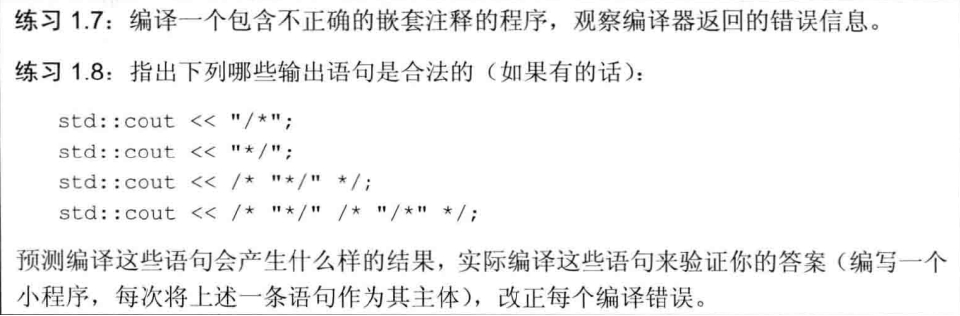 练习 1.7：编译一个包含不正确的嵌套注释的程序，观察编译器返回的错误信息。
练习 1.8：指出下列哪些输出语句是合法的（如果有的话）：
std::cout << "/*";
std::cout << "*/";
std::cout << /* "*/" */;
std::cout << /* "*/" /* "/*" */;
预测编译这些语句会产生什么样的结果，实际编译这些语句来验证你的答案（编写一个
小程序，每次将上述一条语句作为其主体），改正每个编译错误。